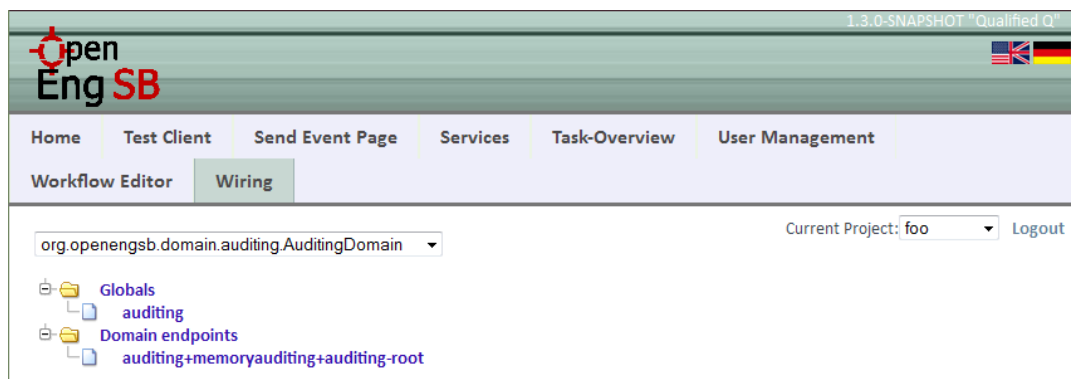 1.3.0-SNAPSHOT "Qualified Q"
Open
Eng SB
Home Test Client Send Event Page Services Task-Overview User Management
Workflow Editor Wiring
Current Project: foo Logout
org.openengsb.domain.auditing.AuditingDomain
Globals
auditing
Domain endpoints
auditing+memoryauditing+auditing-root